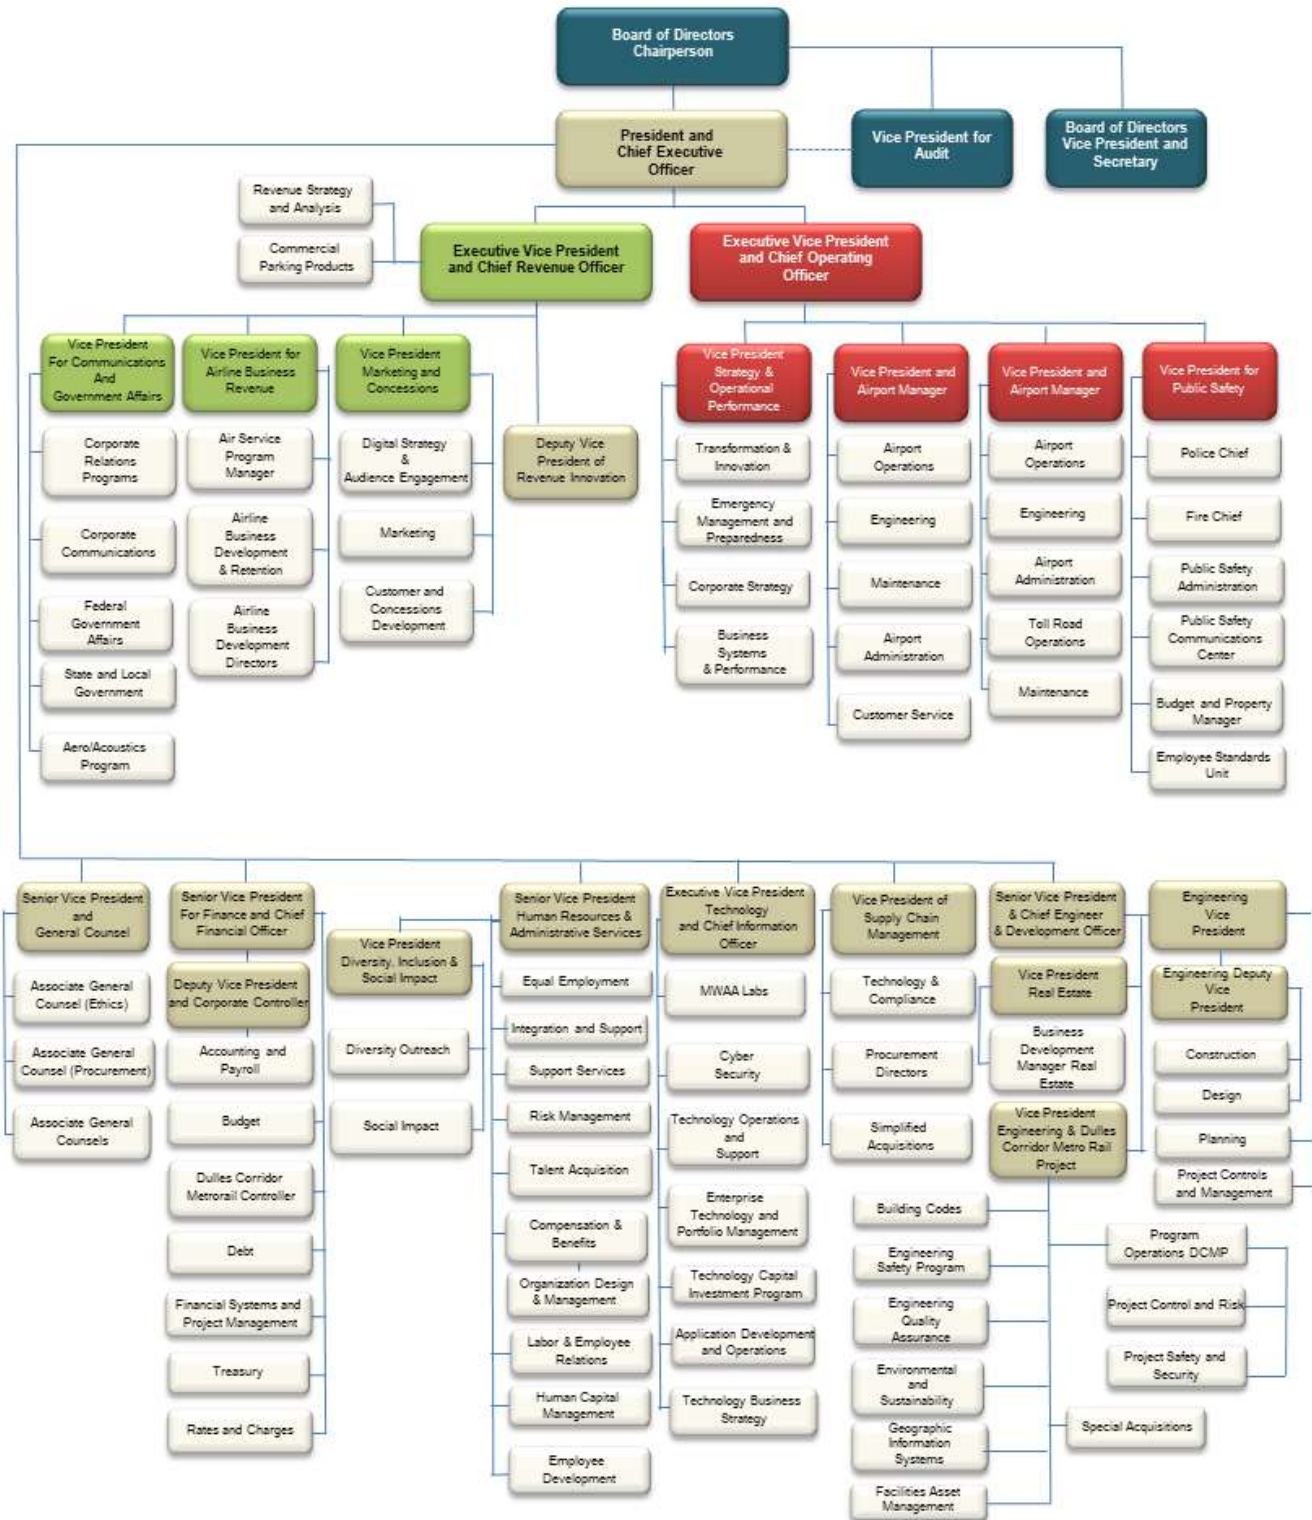 Board of Directors
Chairperson
President and
Chief Executive
Officer
Vice President for
Audit
Board of Directors
Vice President and
Secretary
Revenue Strategy
and Analysis
Commercial
Parking Products
Executive Vice President
and Chief Revenue Officer
Executive Vice President
and Chief Operating
Officer
Vice President
For Communications
And
Government Affairs
Corporate
Relations
Programs
Corporate
Communications
Federal
Government
Affairs
State and Local
Government
Aero/Acoustics
Program
Vice President for
Airline Business
Revenue
Air Service
Program
Manager
Airline
Business
Development
& Retention
Airline
Business
Development
Directors
Vice President
Marketing and
Concessions
Digital Strategy
&
Audience Engagement
Marketing
Customer and
Concessions
Development
Deputy Vice
President of
Revenue Innovation
Vice President
Strategy &
Operational
Performance
Transformation &
Innovation
Emergency
Management and
Preparedness
Corporate Strategy
Business
Systems
& Performance
Vice President and
Airport Manager
Airport
Operations
Engineering
Maintenance
Airport
Administration
Customer Service
Vice President and
Airport Manager
Airport
Operations
Engineering
Airport
Administration
Toll Road
Operations
Maintenance
Vice President for
Public Safety
Police Chief
Fire Chief
Public Safety
Administration
Public Safety
Communications
Center
Budget and Property
Manager
Employee Standards
Unit
Senior Vice President
and
General Counsel
Associate General
Counsel (Ethics)
Associate General
Counsel (Procurement)
Associate General
Counsels
Senior Vice President
For Finance and Chief
Financial Officer
Deputy Vice President
and Corporate Controller
Accounting and
Payroll
Budget
Dulles Corridor
Metrorail Controller
Debt
Financial Systems and
Project Management
Treasury
Rates and Charges
Vice President
Diversity, Inclusion &
Social Impact
Diversity Outreach
Social Impact
Senior Vice President
Human Resources &
Administrative Services
Equal Employment
Integration and Support
Support Services
Risk Management
Talent Acquisition
Compensation &
Benefits
Organization Design
& Management
Labor & Employee
Relations
Human Capital
Management
Employee
Development
Executive Vice President
Technology
and Chief Information
Officer
MWAA Labs
Cyber
Security
Technology Operations
and
Support
Enterprise
Technology and
Portfolio Management
Technology Capital
Investment Program
Application Development
and Operations
Technology Business
Strategy
Vice President of
Supply Chain
Management
Technology &
Compliance
Procurement
Directors
Simplified
Acquisitions
Senior Vice President
& Chief Engineer
& Development Officer
Vice President
Real Estate
Business
Development
Manager Real
Estate
Vice President
Engineering & Dulles
Corridor Metro Rail
Project
Building Codes
Engineering
Safety Program
Engineering
Quality
Assurance
Environmental
and
Sustainability
Geographic
Information
Systems
Facilities Asset
Management
Program
Operations DCMP
Project Control and Risk
Project Safety and
Security
Special Acquisitions
Engineering
Vice
President
Engineering Deputy
Vice
President
Construction
Design
Planning
Project Controls
and Management